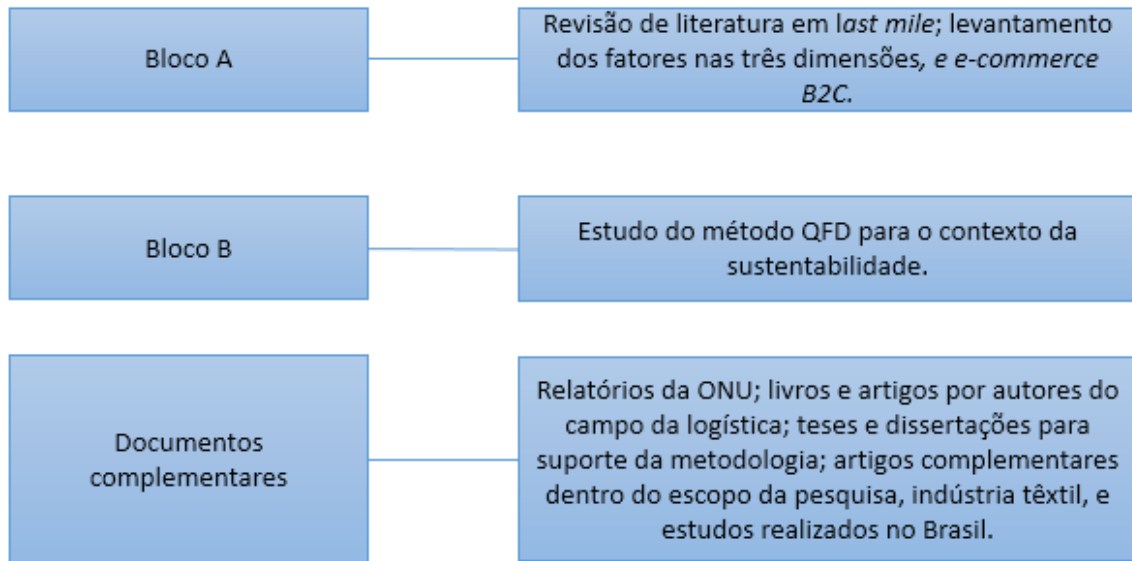 Bloco A
Revisão de literatura em last mile; levantamento
dos fatores nas três dimensões, e e-commerce
B2C.
Bloco B
Estudo do método QFD para o contexto da
sustentabilidade.
Documentos
complementares
Relatórios da ONU; livros e artigos por autores do
campo da logística; teses e dissertações para
suporte da metodologia; artigos complementares
dentro do escopo da pesquisa, indústria têxtil, e
estudos realizados no Brasil.